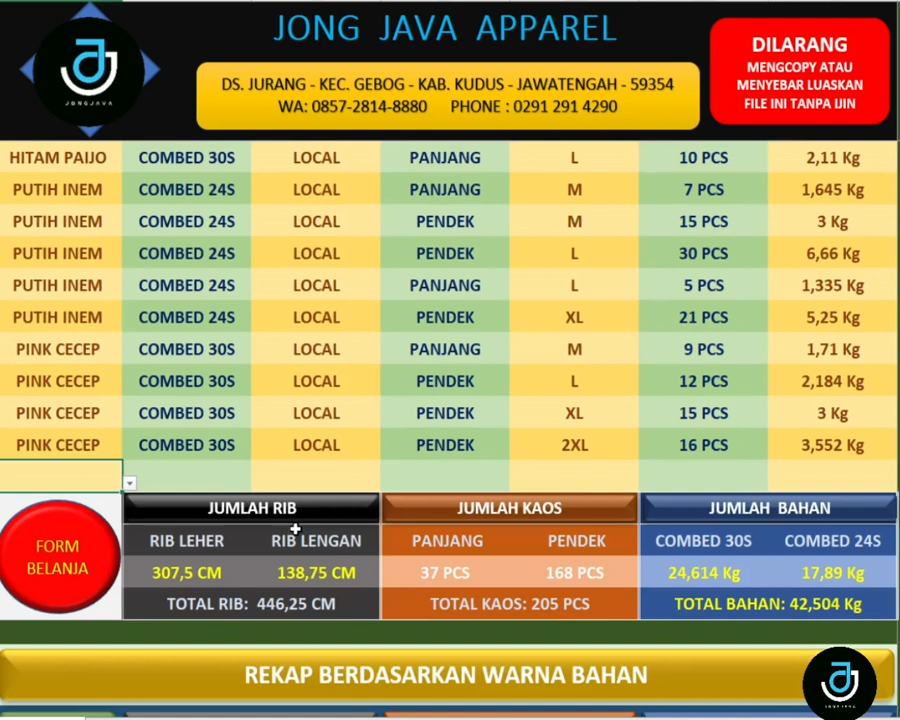 JONG JAVA APPAREL
JONGJAVA
DS. JURANG - KEC. GEBOG - KAB. KUDUS - JAWATENGAH - 59354
WA: 0857-2814-8880 PHONE : 0291 291 4290
DILARANG
MENGCOPY ATAU
MENYEBAR LUASKAN
FILE INI TANPA IJIN
HITAM PAIJO COMBED 30S LOCAL PANJANG L 10 PCS 2,11 Kg
PUTIH INEM COMBED 24S LOCAL PANJANG M 7 PCS 1,645 Kg
PUTIH INEM COMBED 24S LOCAL PENDEK M 15 PCS 3 Kg
PUTIH INEM COMBED 24S LOCAL PENDEK L 30 PCS 6,66 Kg
PUTIH INEM COMBED 24S LOCAL PANJANG L 5 PCS 1,335 Kg
PUTIH INEM COMBED 24S LOCAL PENDEK XL 21 PCS 5,25 Kg
PINK CECEP COMBED 30S LOCAL PANJANG M 9 PCS 1,71 Kg
PINK CECEP COMBED 30S LOCAL PENDEK L 12 PCS 2,184 Kg
PINK CECEP COMBED 30S LOCAL PENDEK XL 15 PCS 3 Kg
PINK CECEP COMBED 30S LOCAL PENDEK 2XL 16 PCS 3,552 Kg
FORM
BELANJA
JUMLAH RIB JUMLAH KAOS JUMLAH BAHAN
RIB LEHER RIB LENGAN PANJANG PENDEK COMBED 30S COMBED 24S
307,5 CM 138,75 CM 37 PCS 168 PCS 24,614 Kg 17,89 Kg
TOTAL RIB: 446,25 CM TOTAL KAOS: 205 PCS TOTAL BAHAN: 42,504 Kg
REKAP BERDASARKAN WARNA BAHAN
JONGJAVA